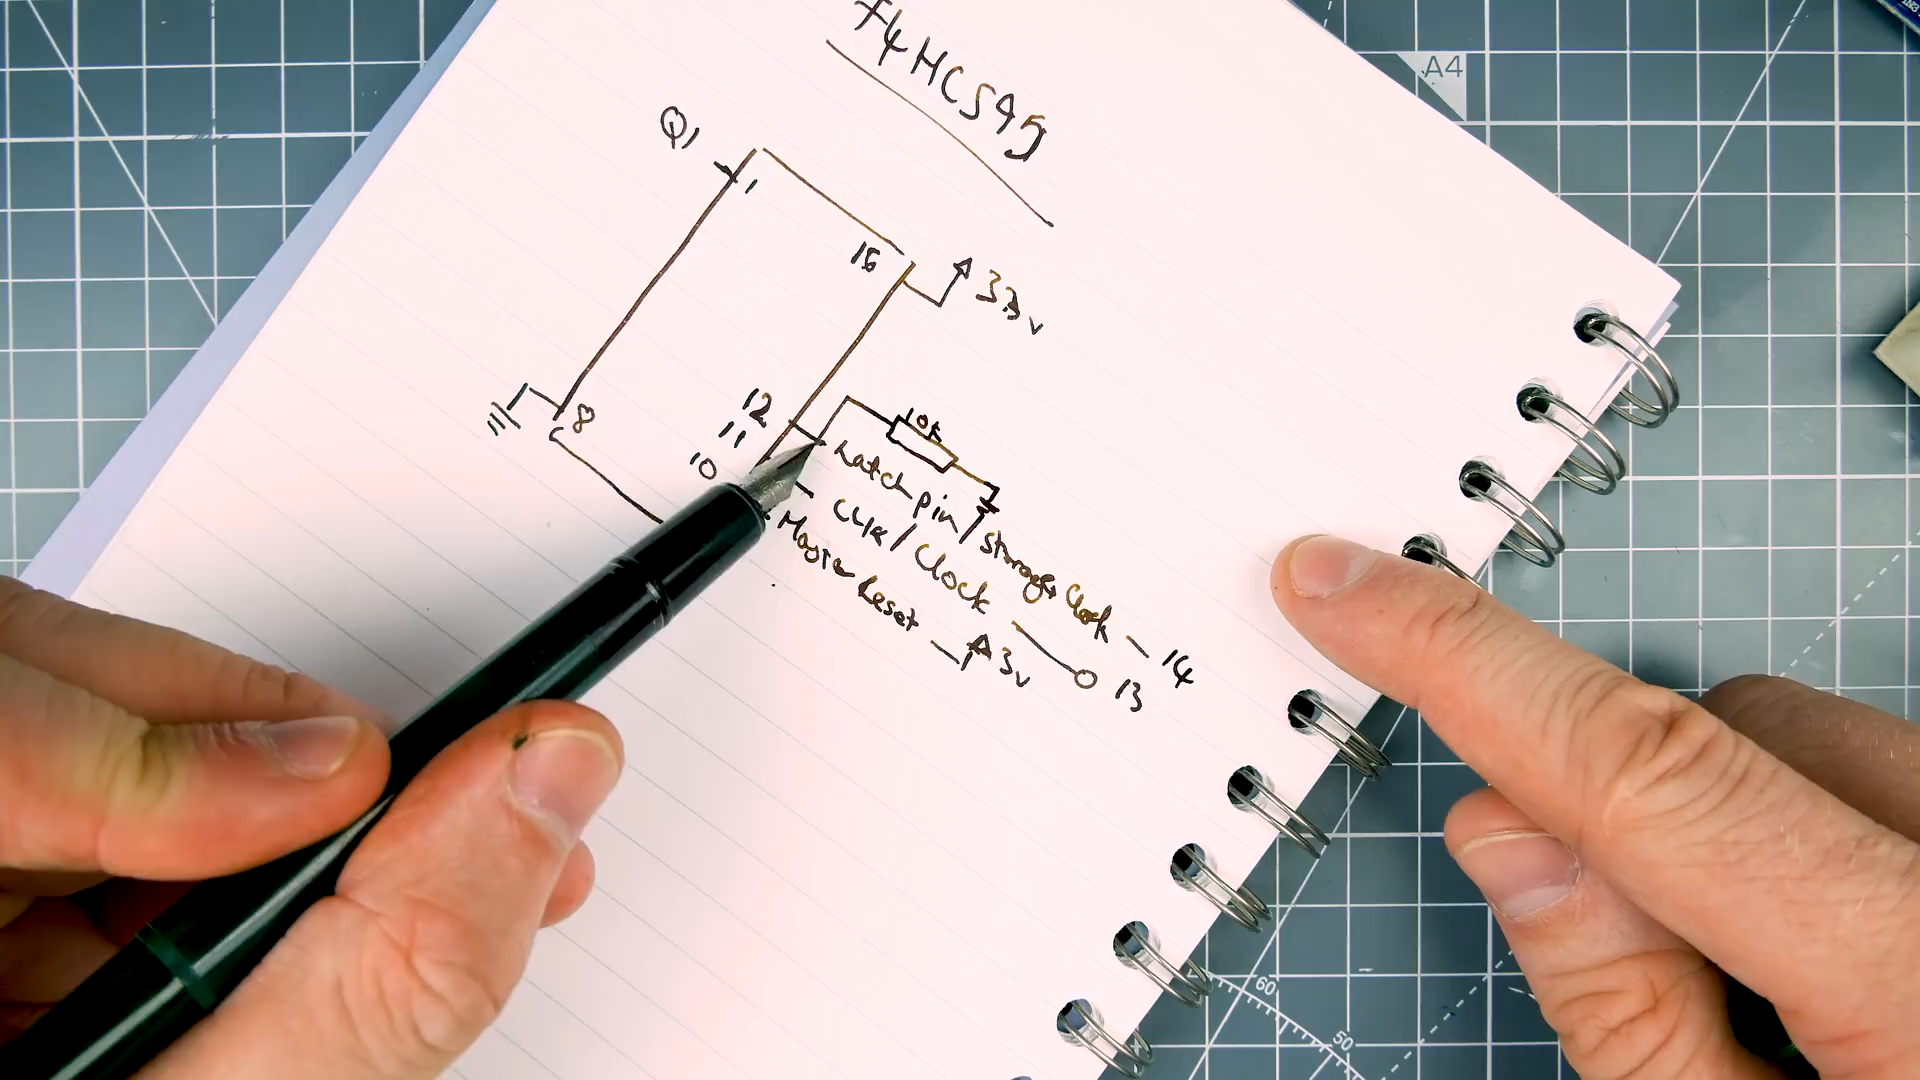 74HC595
Q1
1
16
3.3v
8
12
11
10
10k
Latch pin / storage Clock - 14
CLK / Clock
13
Master Reset
3v
A4
60
50